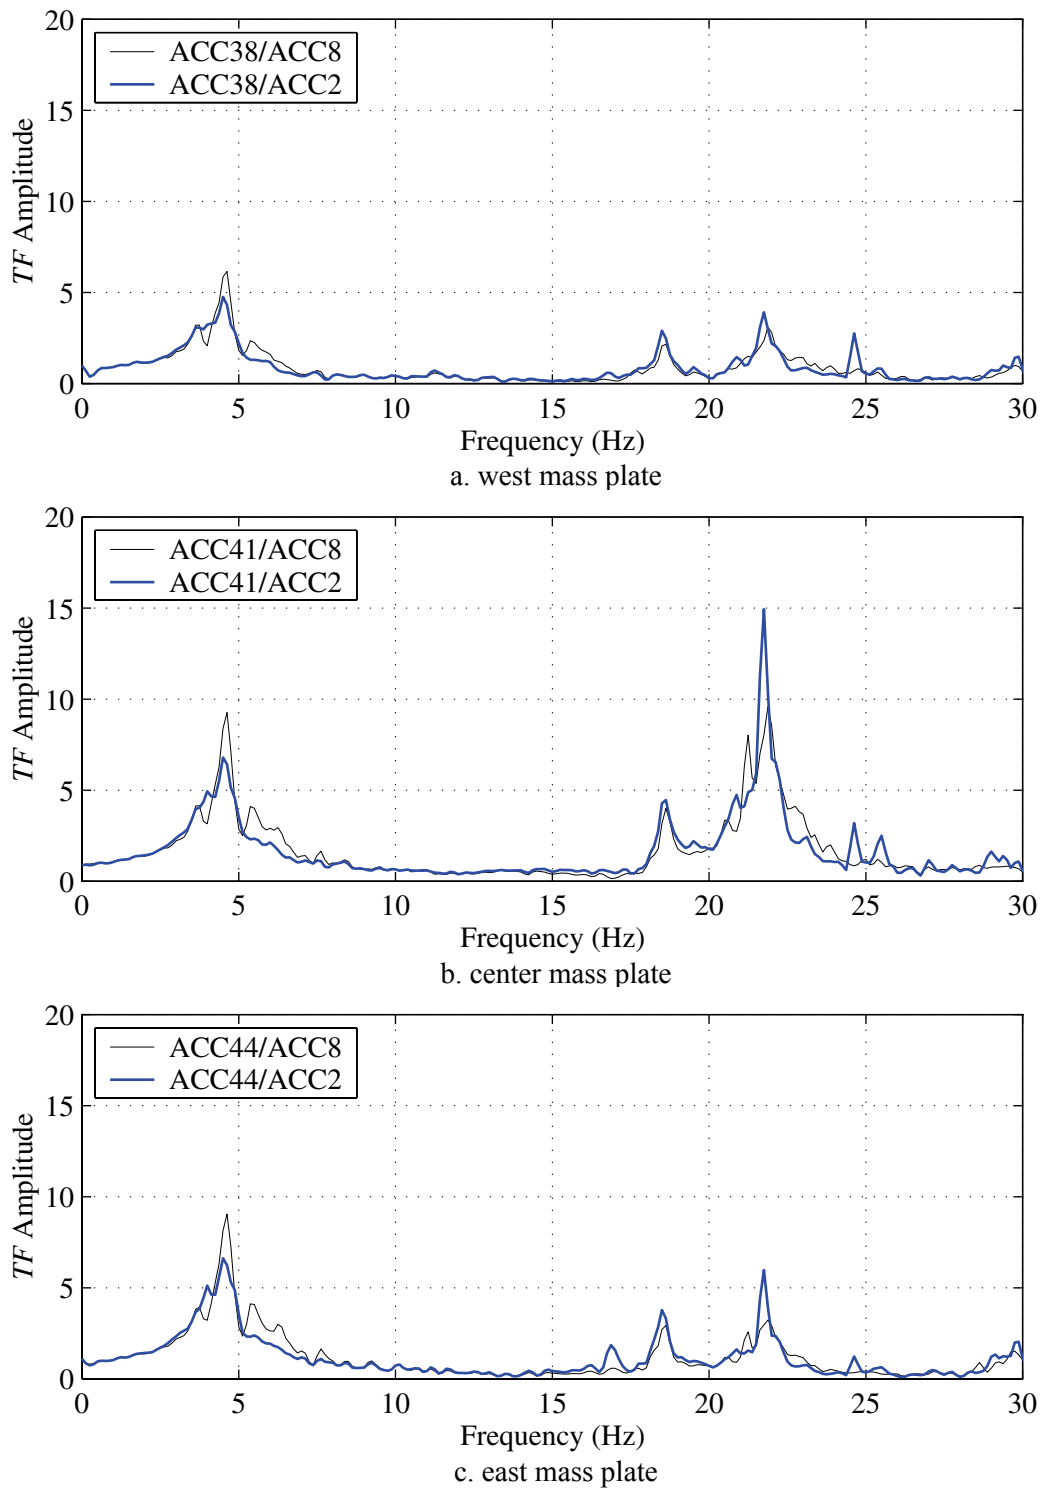 20
15
10
5
0
TF Amplitude
ACC38/ACC8
ACC38/ACC2
0 5 10 15 20 25 30
Frequency (Hz)
a. west mass plate
20
15
10
5
0
TF Amplitude
ACC41/ACC8
ACC41/ACC2
0 5 10 15 20 25 30
Frequency (Hz)
b. center mass plate
20
15
10
5
0
TF Amplitude
ACC44/ACC8
ACC44/ACC2
0 5 10 15 20 25 30
Frequency (Hz)
c. east mass plate